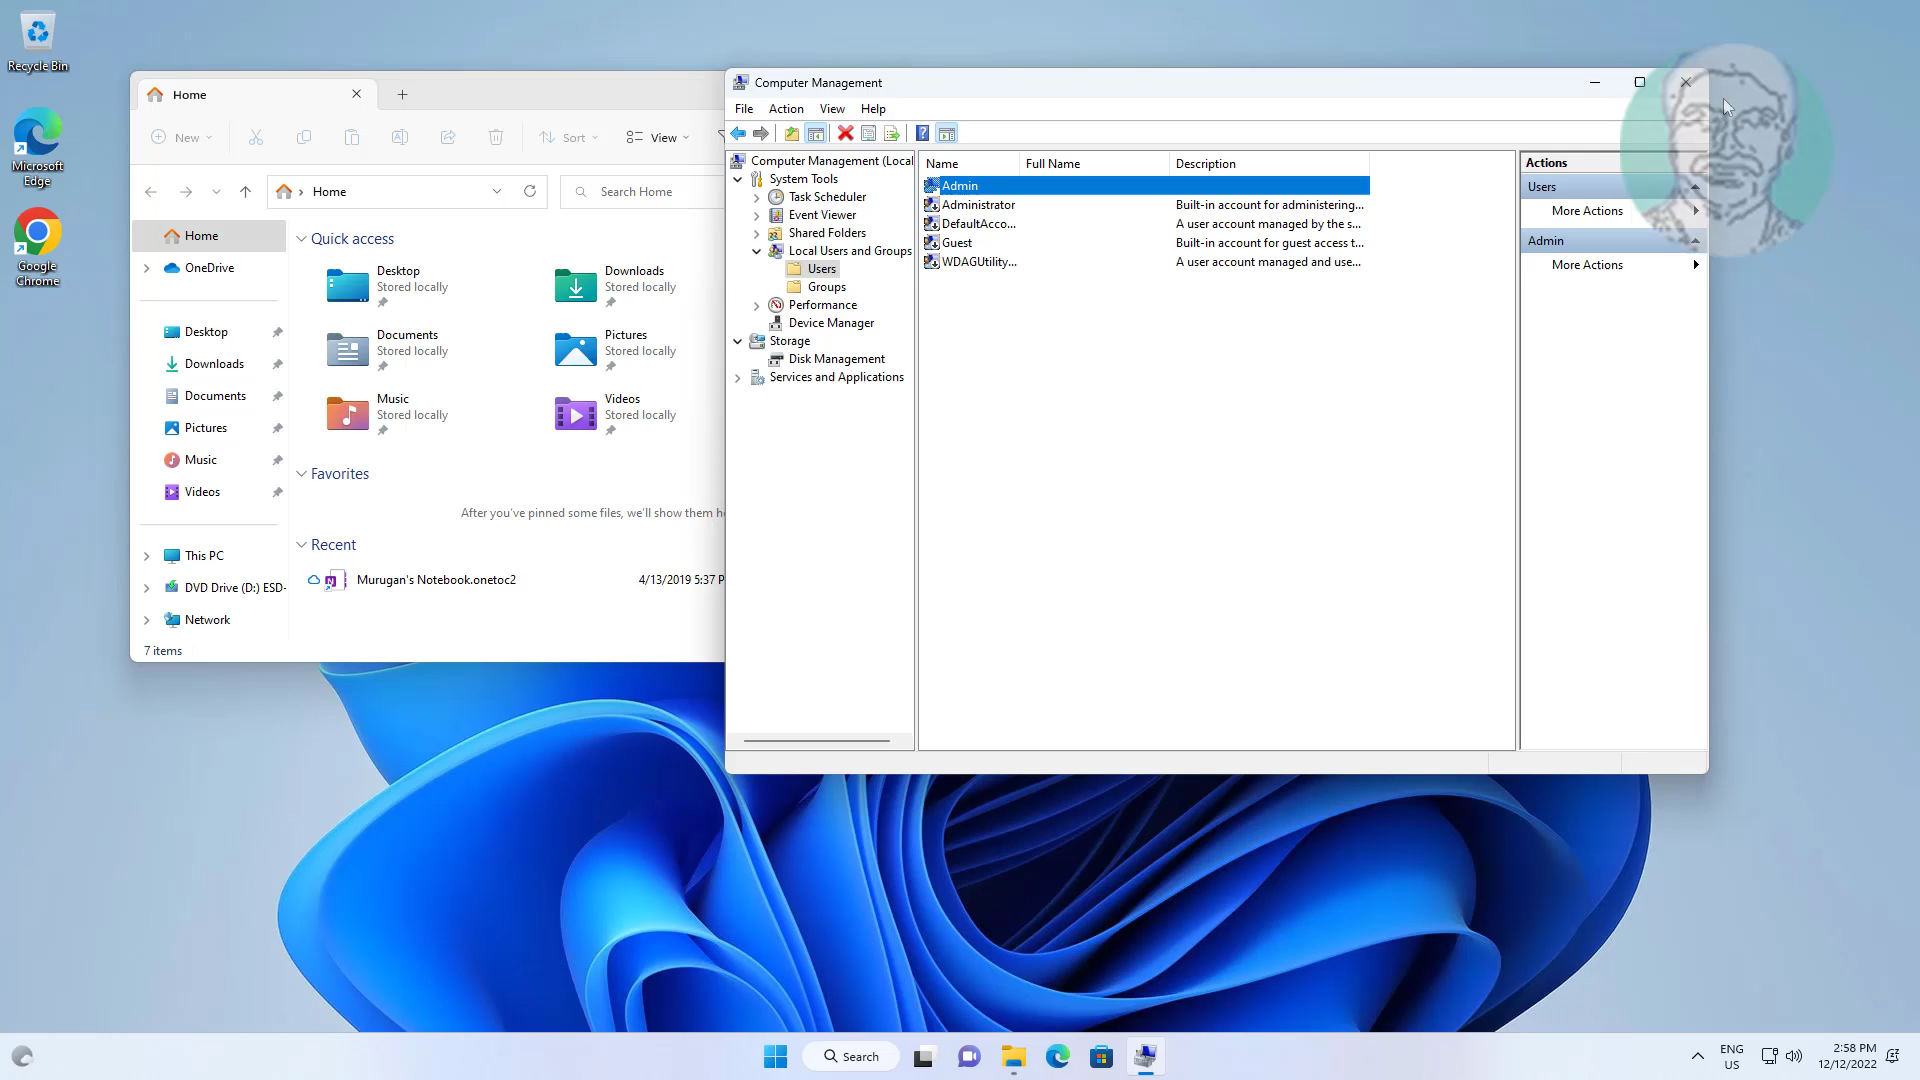 Recycle Bin
Microsoft
Edge
Google
Chrome
Home
New
Sort
View
Home
Search Home
Home
OneDrive
Desktop
Downloads
Documents
Pictures
Music
Videos
This PC
DVD Drive (D:) ESD-
Network
7 items
Quick access
Desktop
Stored locally
Downloads
Stored locally
Documents
Stored locally
Pictures
Stored locally
Music
Stored locally
Videos
Stored locally
Favorites
After you've pinned some files, we'll show them he
Recent
Murugan's Notebook.onetoc2
4/13/2019 5:37 P
Computer Management
File Action View Help
Computer Management (Local
System Tools
Task Scheduler
Event Viewer
Shared Folders
Local Users and Groups
Users
Groups
Performance
Device Manager
Storage
Disk Management
Services and Applications
Name Full Name Description
Admin
Administrator Built-in account for administering...
DefaultAcco... A user account managed by the s...
Guest Built-in account for guest access t...
WDAGUtility... A user account managed and use...
Actions
Users
More Actions
Admin
More Actions
Search
ENG
US
2:58 PM
12/12/2022